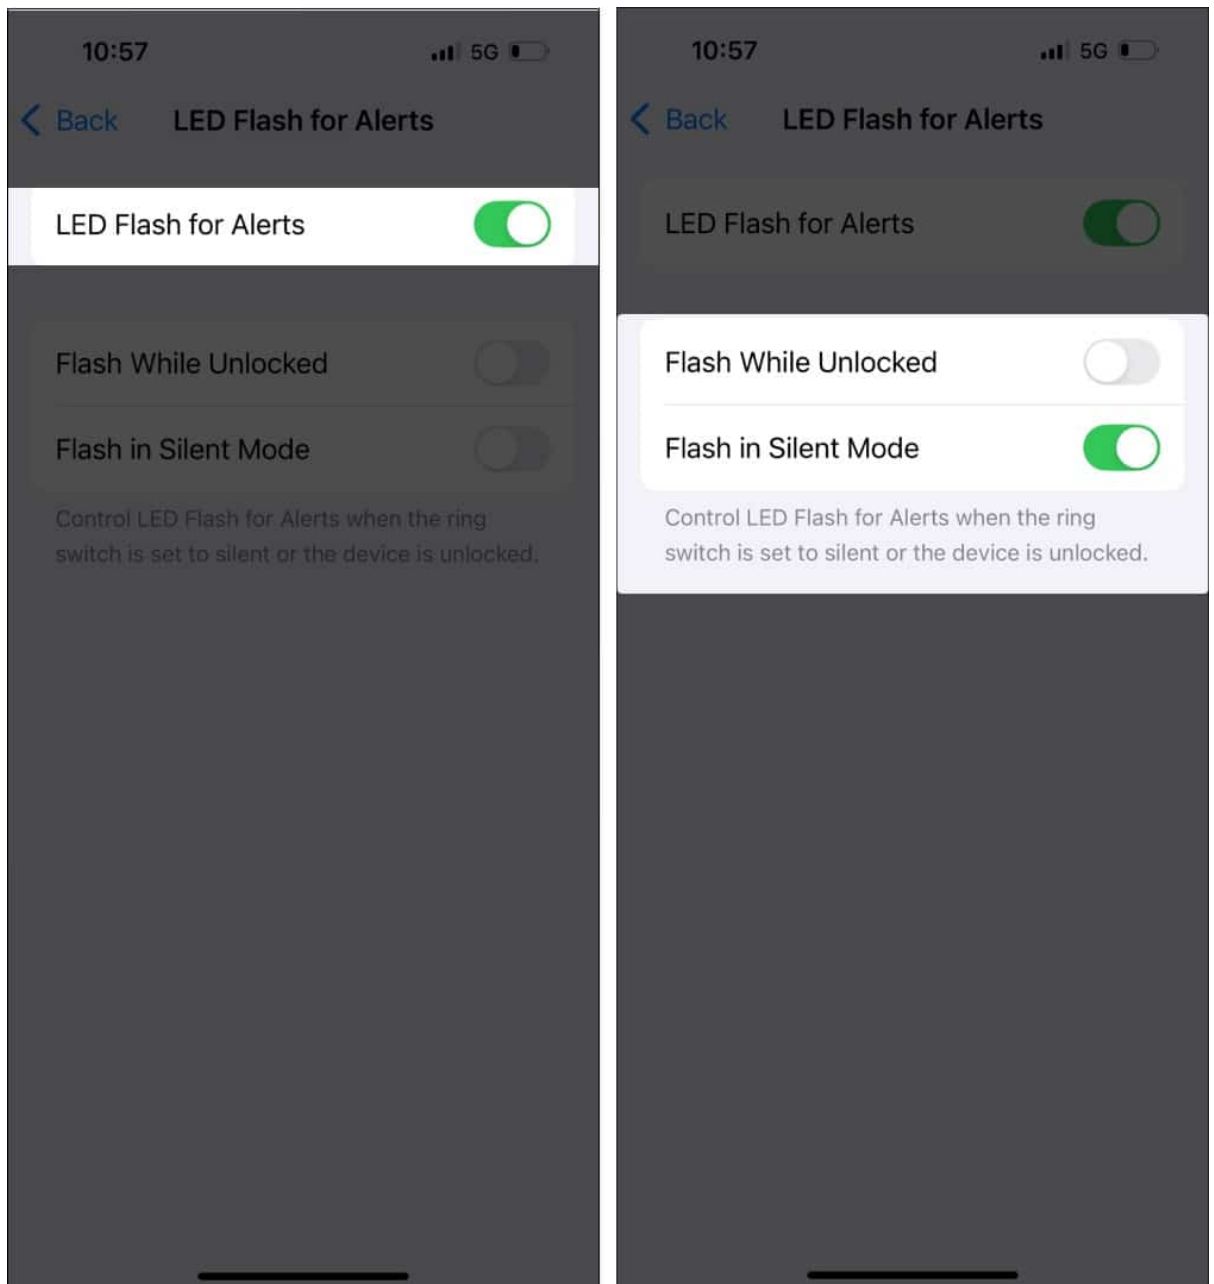 10:57
5G
Back
LED Flash for Alerts
LED Flash for Alerts
Flash While Unlocked
Flash in Silent Mode
Control LED Flash for Alerts when the ring
switch is set to silent or the device is unlocked.
10:57
5G
Back
LED Flash for Alerts
LED Flash for Alerts
Flash While Unlocked
Flash in Silent Mode
Control LED Flash for Alerts when the ring
switch is set to silent or the device is unlocked.